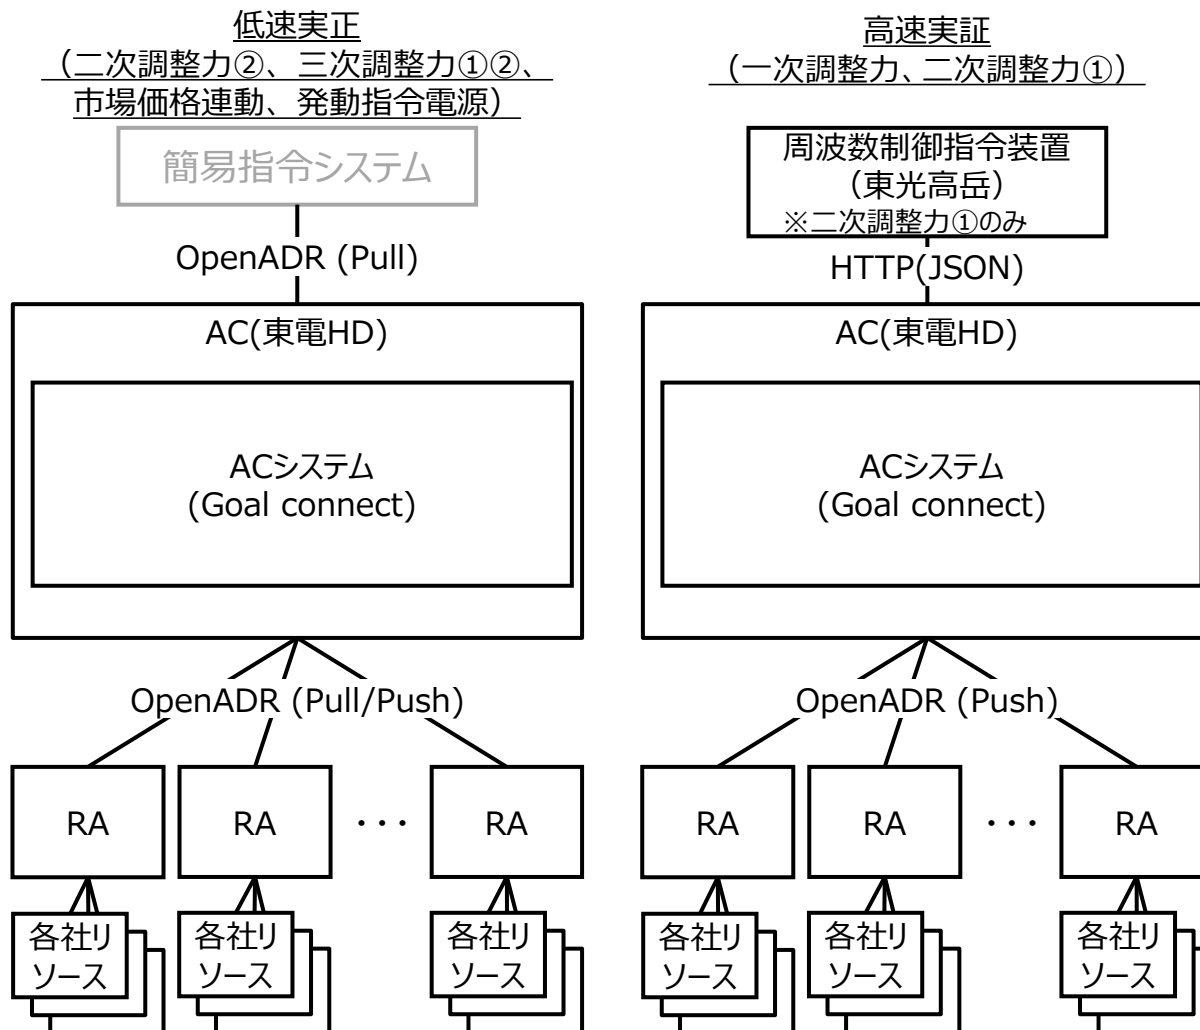 低速実正
（二次調整力②、三次調整力①②、
市場価格連動、発動指令電源）
簡易指令システム
OpenADR (Pull)
AC(東電HD)
ACシステム
(Goal connect)
OpenADR (Pull/Push)
RA
RA
・・・
RA
各社リ
ソース
各社リ
ソース
各社リ
ソース
高速実証
（一次調整力、二次調整力①）
周波数制御指令装置
（東光高岳）
※二次調整力①のみ
HTTP(JSON)
AC(東電HD)
ACシステム
(Goal connect)
OpenADR (Push)
RA
RA
・・・
RA
各社リ
ソース
各社リ
ソース
各社リ
ソース